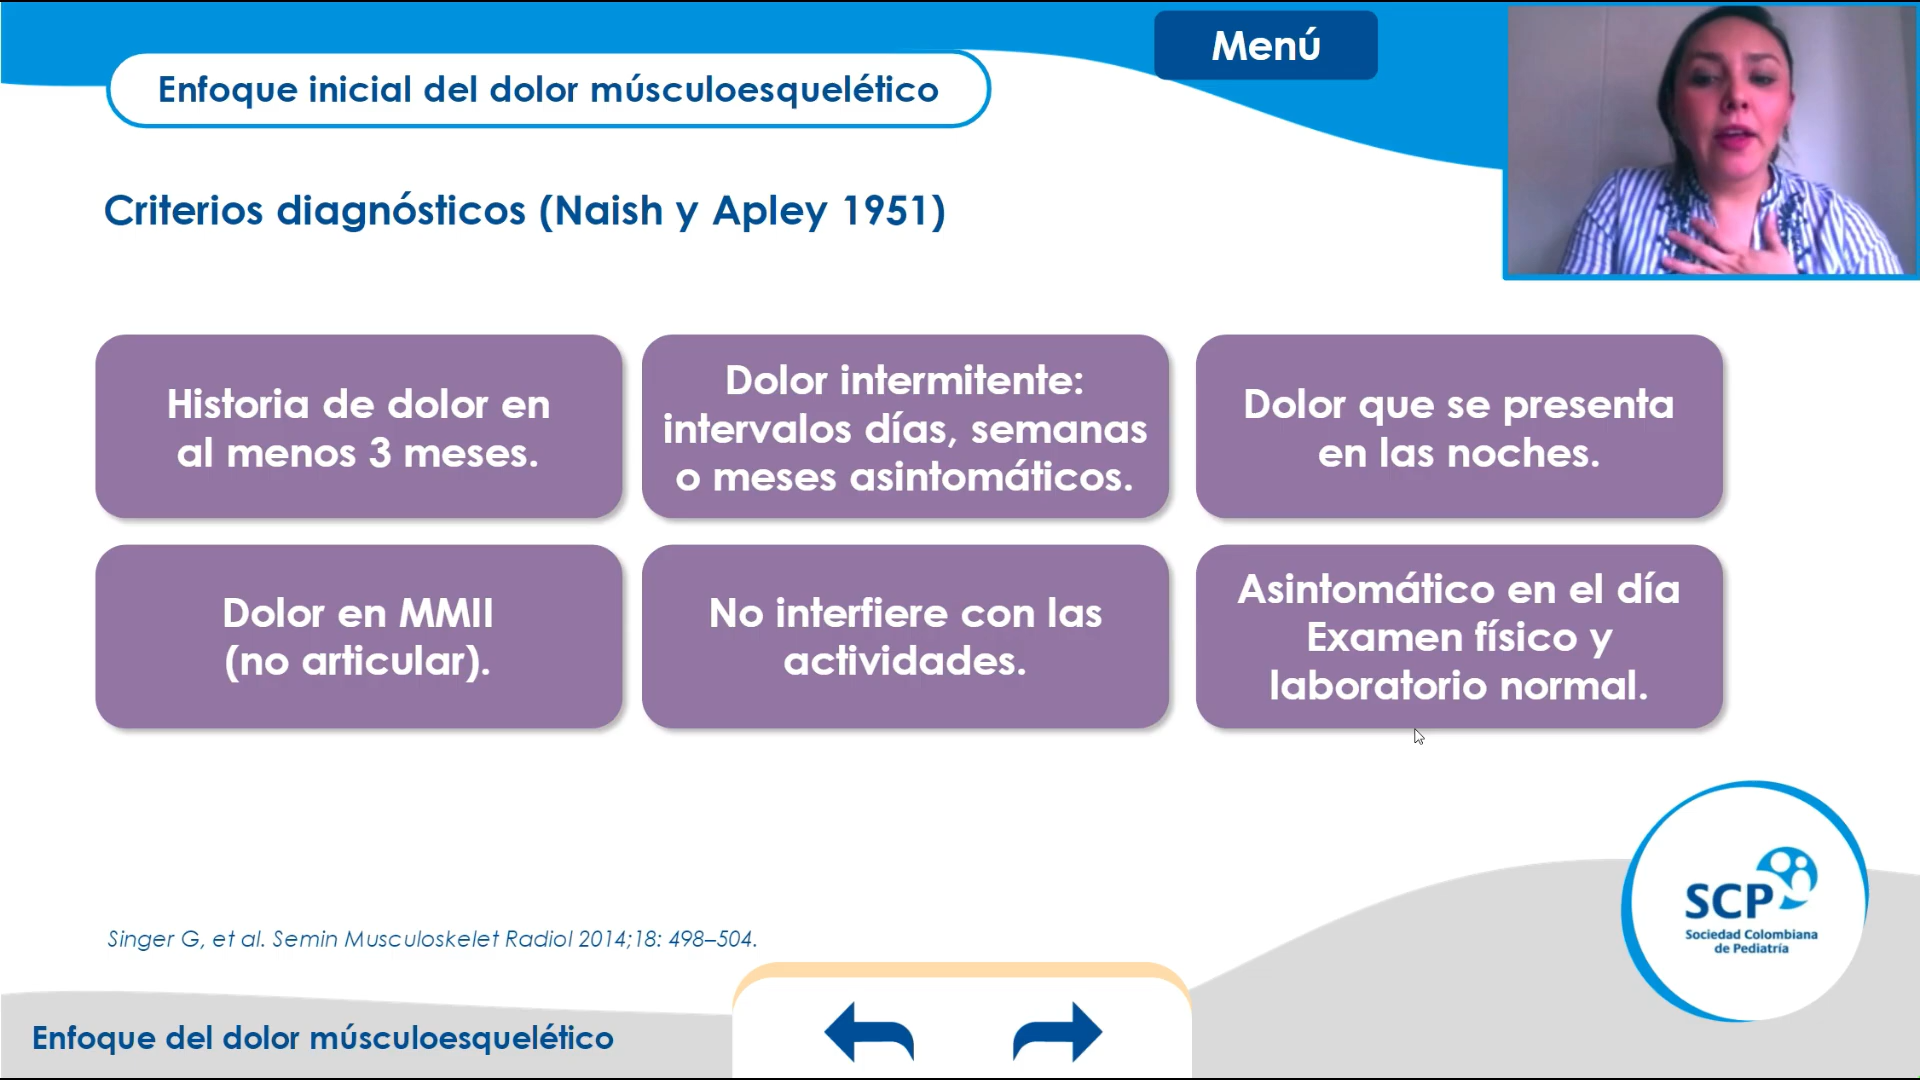 Menú
Enfoque inicial del dolor músculoesquelético
Criterios diagnósticos (Naish y Apley 1951)
Historia de dolor en
al menos 3 meses.
Dolor intermitente:
intervalos días, semanas
o meses asintomáticos.
Dolor que se presenta
en las noches.
Dolor en MMII
(no articular).
No interfiere con las
actividades.
Asintomático en el día
Examen físico y
laboratorio normal.
Singer G, et al. Semin Musculoskelet Radiol 2014;18: 498–504.
SCP
Sociedad Colombiana
de Pediatría
Enfoque del dolor músculoesquelético